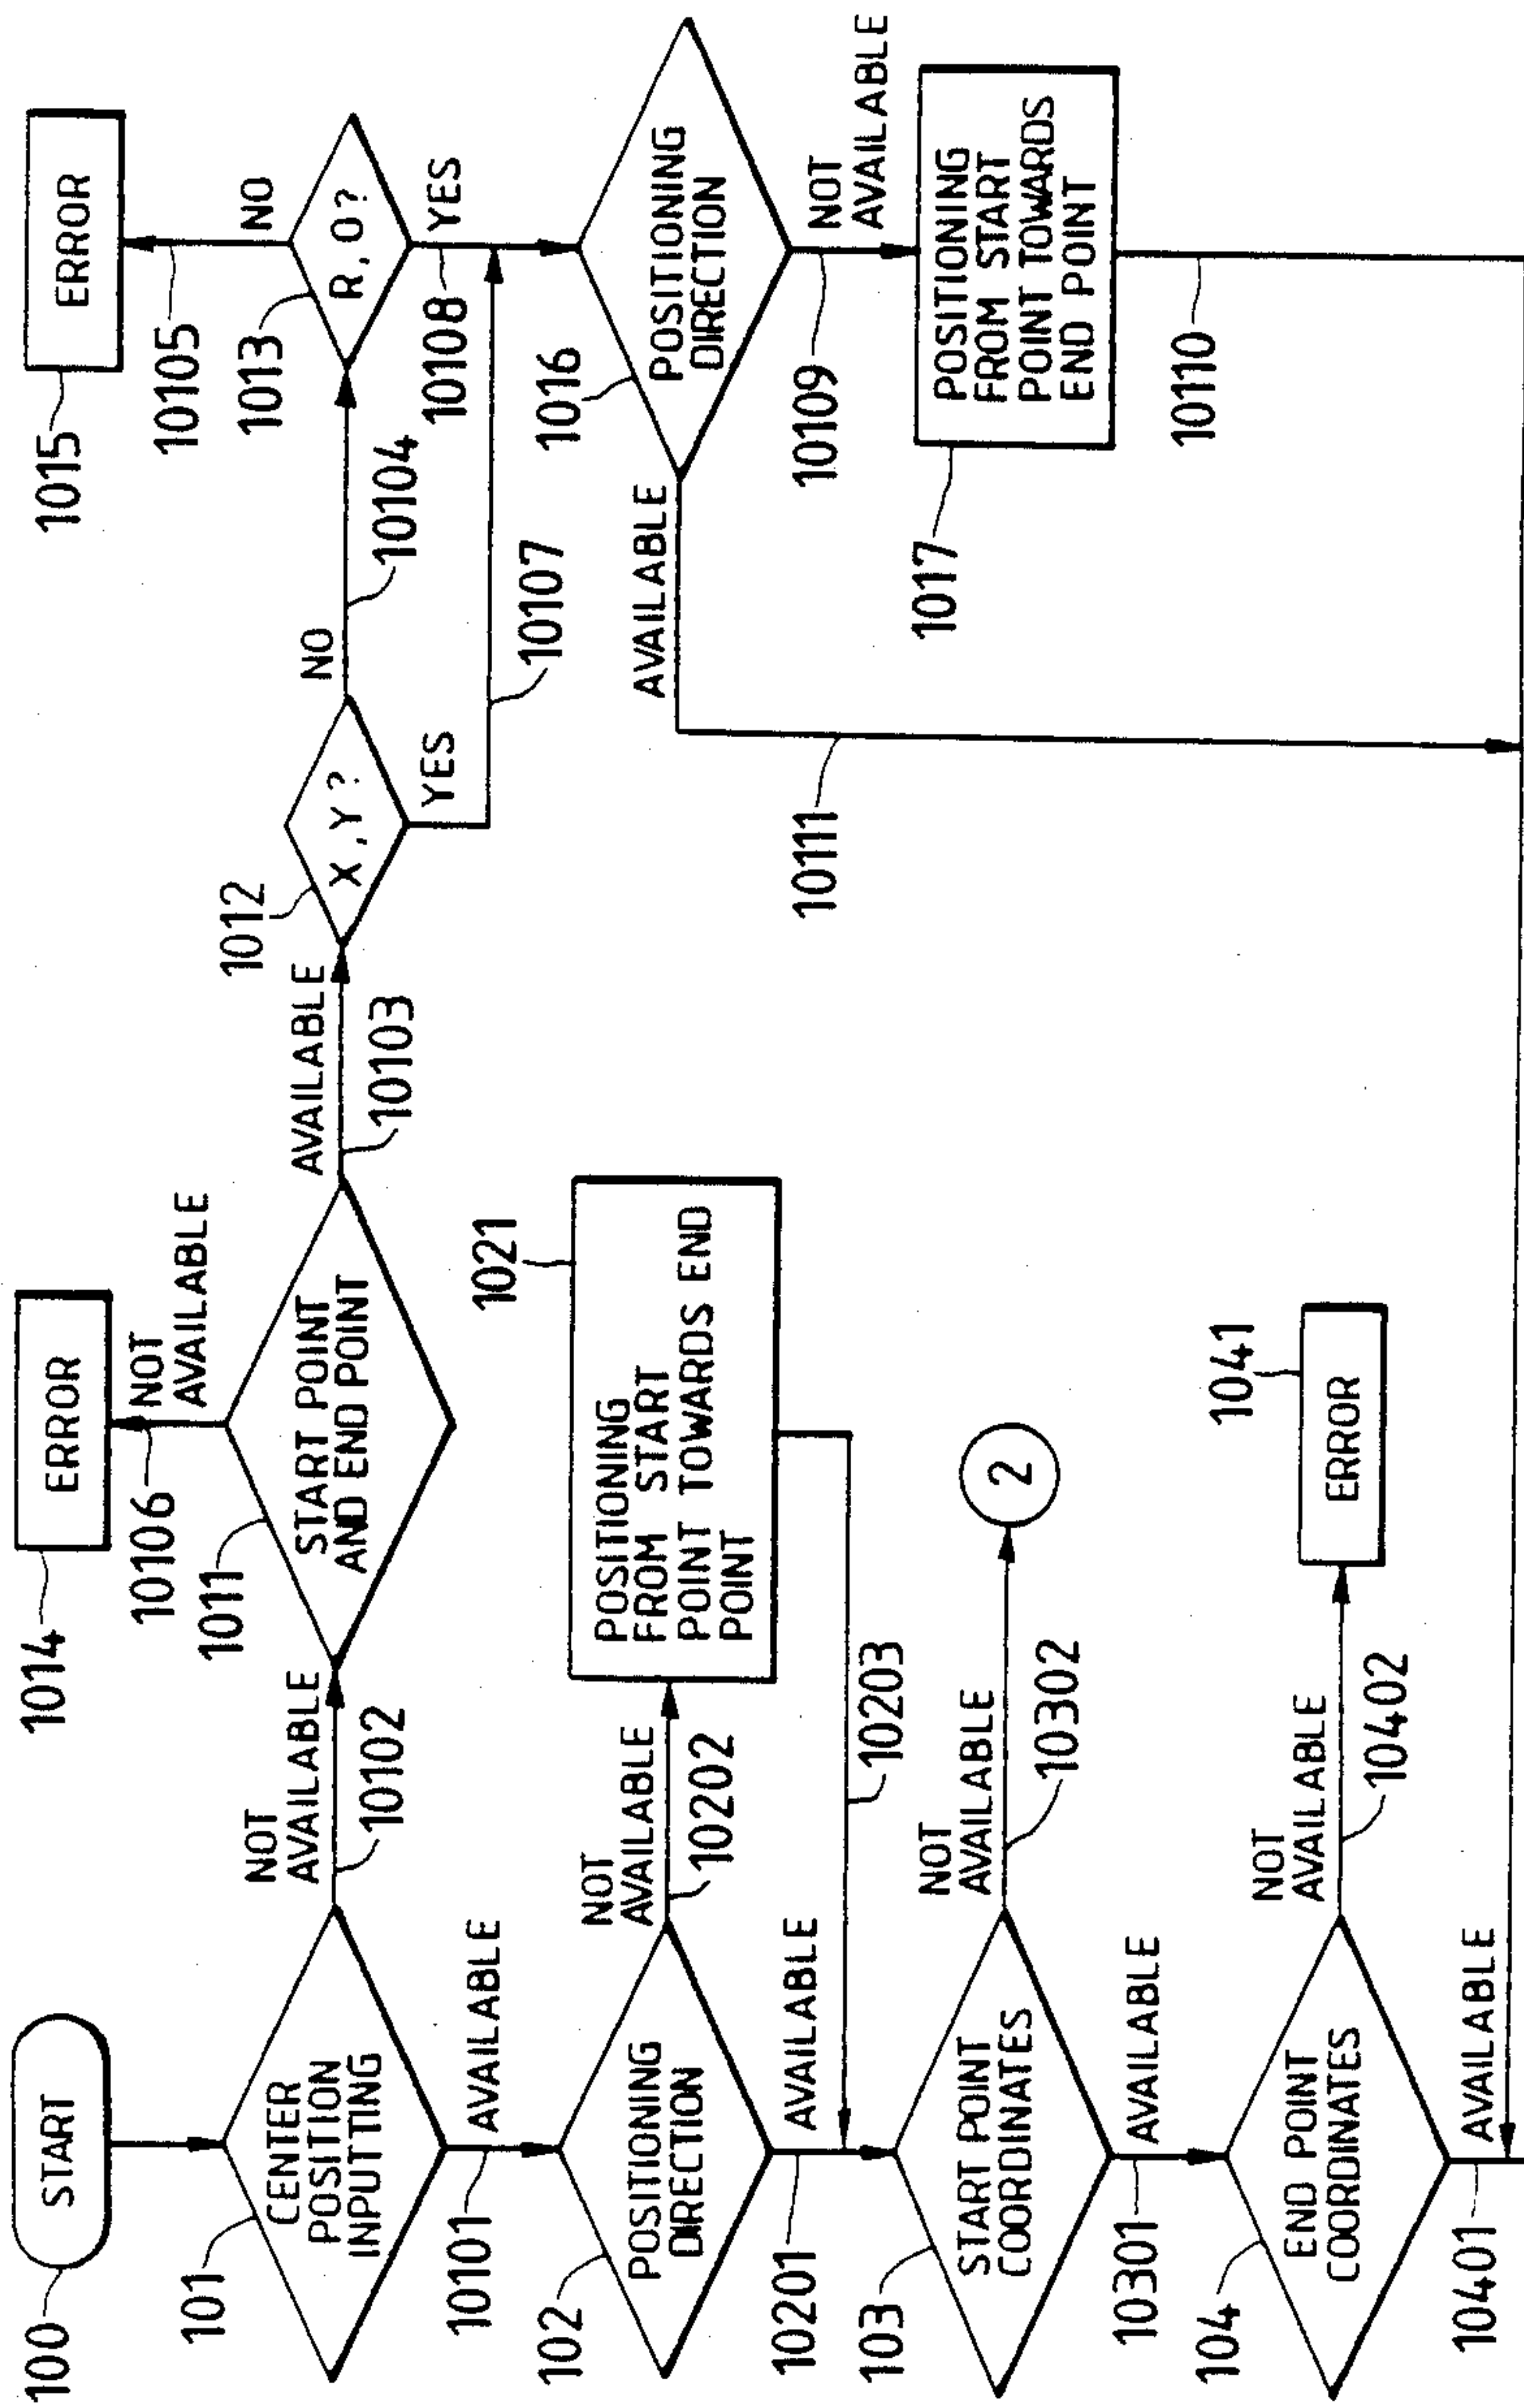 100
START
101
CENTER
POSITION
INPUTTING
NOT
AVAILABLE
10102
1011
START POINT
AND END POINT
NOT
AVAILABLE
10106
1014
ERROR
AVAILABLE
10103
1012
X, Y?
NO
10104
YES
10107
1013
R, O?
NO
10105
1015
ERROR
YES
10108
1016
POSITIONING
DIRECTION
AVAILABLE
10111
NOT
AVAILABLE
10109
1017
POSITIONING
FROM START
POINT TOWARDS
END POINT
10110
AVAILABLE
10101
102
POSITIONING
DIRECTION
NOT
AVAILABLE
10202
1021
POSITIONING
FROM START
POINT TOWARDS END
POINT
10203
AVAILABLE
10201
103
START POINT
COORDINATES
NOT
AVAILABLE
10302
2
AVAILABLE
10301
104
END POINT
COORDINATES
NOT
AVAILABLE
10402
1041
ERROR
AVAILABLE
10401